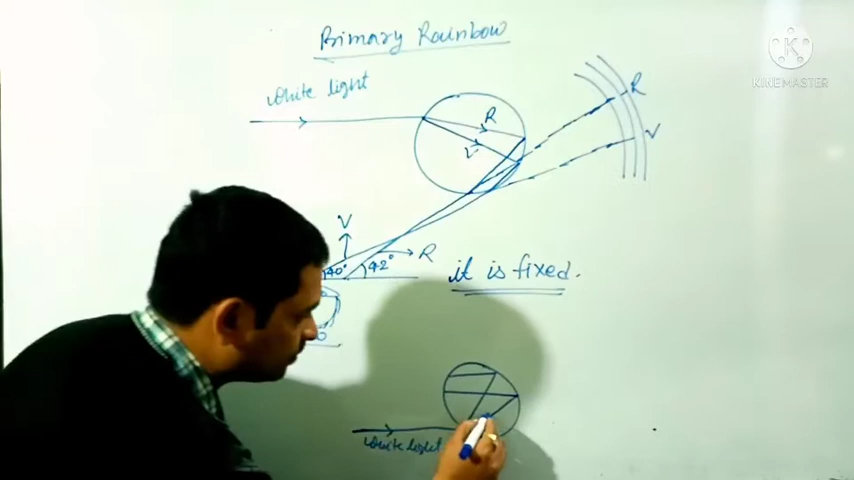 Primary Rainbow
K
KINEMASTER
white light
R
R
V
V
V
R
40°
42°
it is fixed.
white light